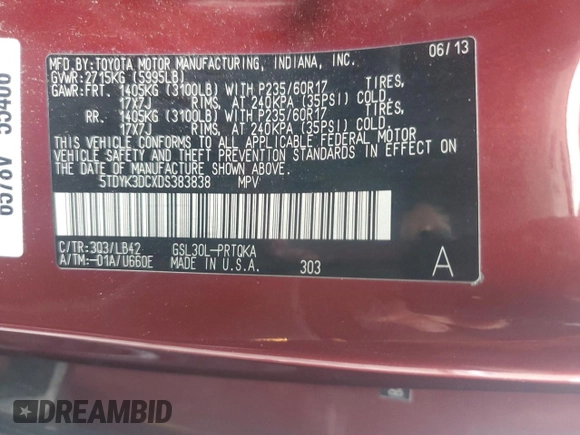 MFD.BY:TOYOTA MOTOR MANUFACTURING, INDIANA, INC. 06/13
GVWR:2715KG (5995LB)
GAWR:FRT. 1405KG (3100LB) WITH P235/60R17 TIRES,
17X7J RIMS, AT 240KPA (35PSI) COLD.
RR. 1405KG (3100LB) WITH P235/60R17 TIRES,
17X7J RIMS, AT 240KPA (35PSI) COLD.
THIS VEHICLE CONFORMS TO ALL APPLICABLE FEDERAL MOTOR
VEHICLE SAFETY AND THEFT PREVENTION STANDARDS IN EFFECT
ON THE DATE OF MANUFACTURE SHOWN ABOVE.
5TDYK3DCXDS383838 MPV
C/TR:3Q3/LB42 GSL30L-PRTQKA
A/TM:-01A/U660E MADE IN U.S.A. 303 A
DREAMBID